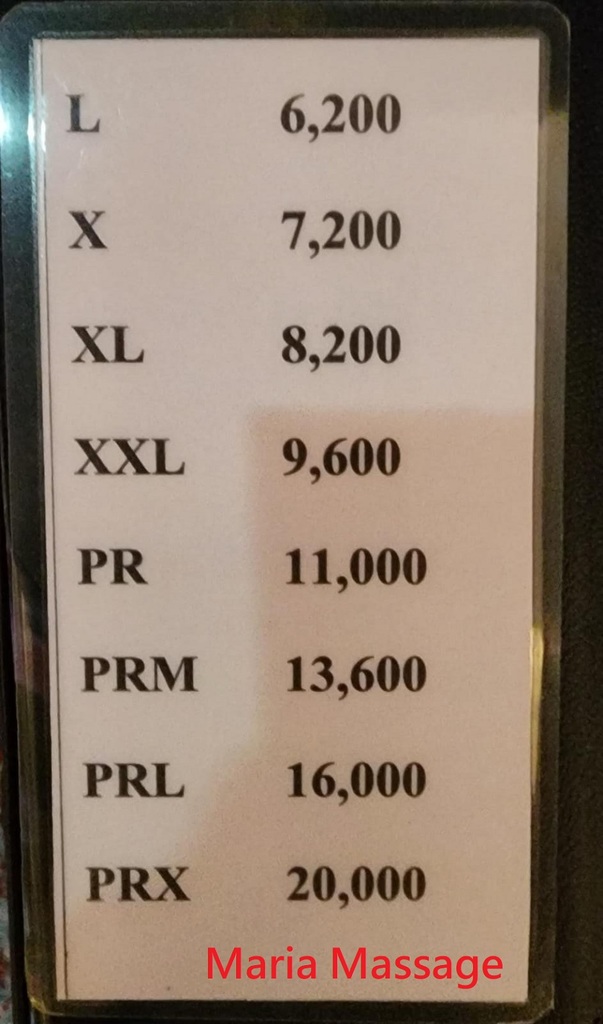 L 6,200
X 7,200
XL 8,200
XXL 9,600
PR 11,000
PRM 13,600
PRL 16,000
PRX 20,000
Maria Massage